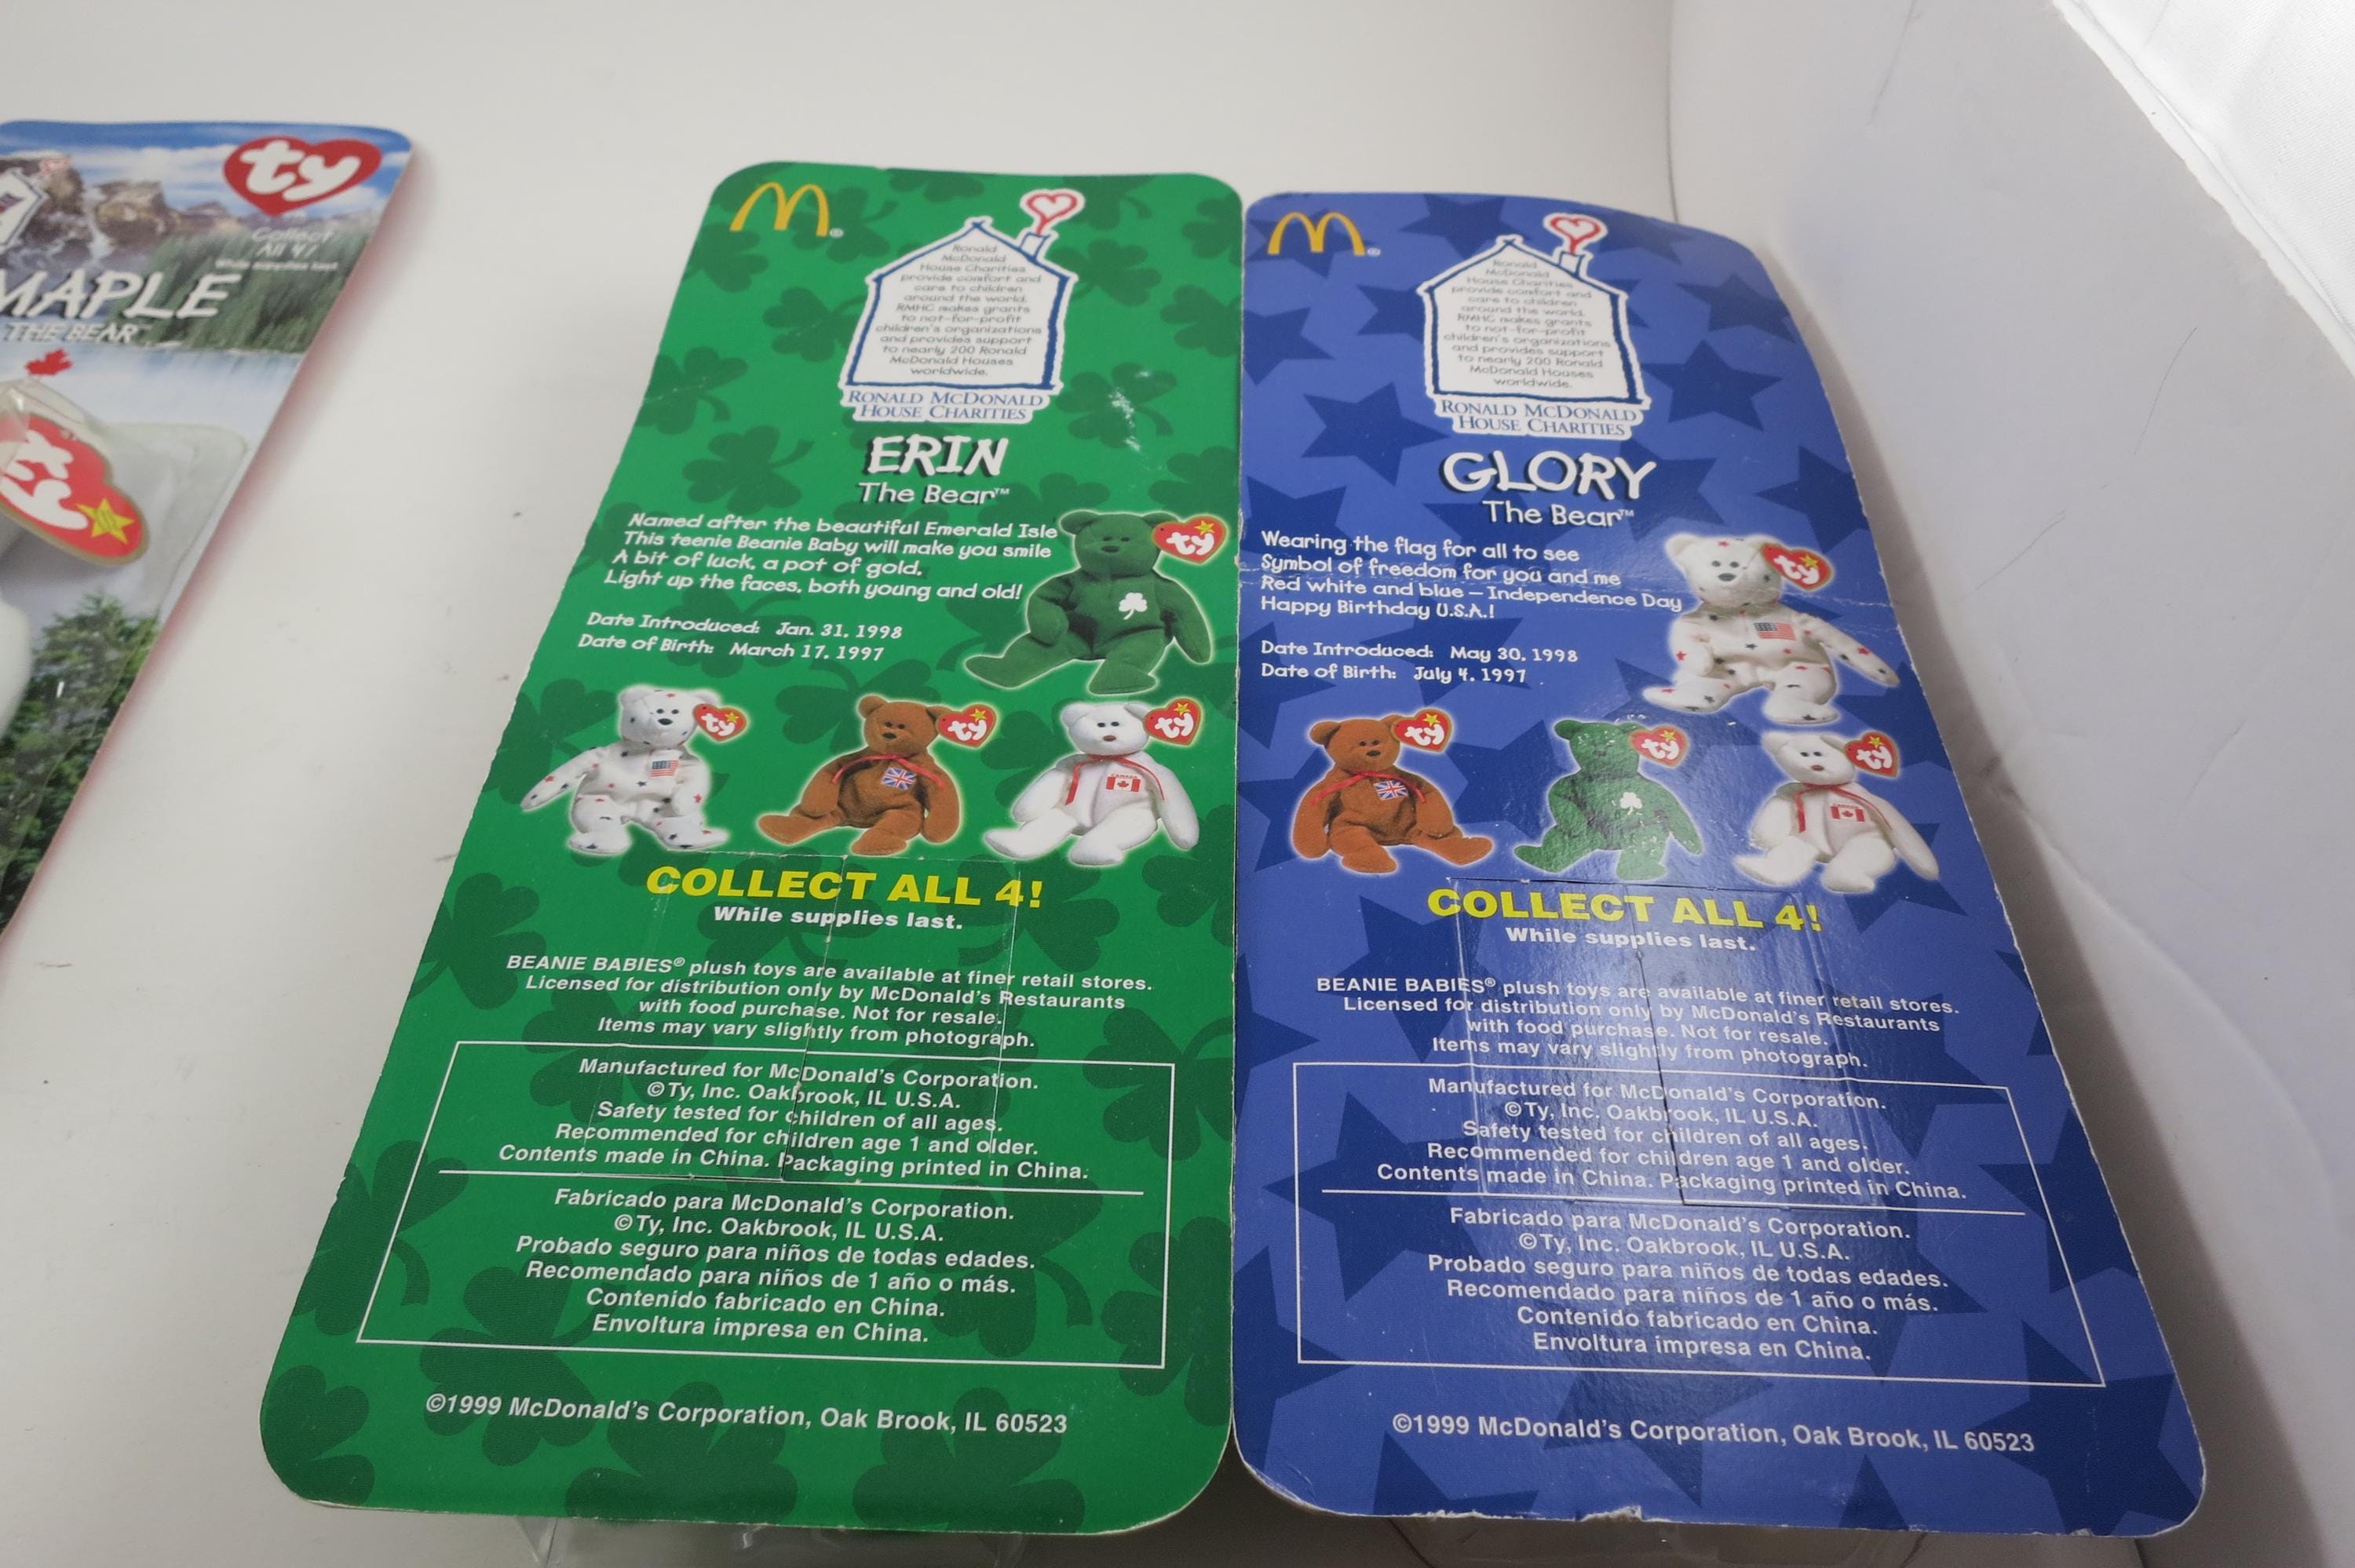 ty
Collect
All 4!
While supplies last.
MAPLE
THE BEAR™
ty
M®
Ronald
McDonald
House Charities
provide comfort and
care to children
around the world.
RMHC makes grants
to not-for-profit
children's organizations
and provides support
to nearly 200 Ronald
McDonald Houses
worldwide.
RONALD MCDONALD
HOUSE CHARITIES
ERIN
The Bear™
Named after the beautiful Emerald Isle
This teenie Beanie Baby will make you smile
A bit of luck, a pot of gold,
Light up the faces, both young and old!
ty
Date Introduced: Jan. 31, 1998
Date of Birth: March 17, 1997
ty
ty
ty
CANADA
COLLECT ALL 4!
While supplies last.
BEANIE BABIES® plush toys are available at finer retail stores.
Licensed for distribution only by McDonald's Restaurants
with food purchase. Not for resale.
Items may vary slightly from photograph.
Manufactured for McDonald's Corporation.
©Ty, Inc. Oakbrook, IL U.S.A.
Safety tested for children of all ages.
Recommended for children age 1 and older.
Contents made in China. Packaging printed in China.
Fabricado para McDonald's Corporation.
©Ty, Inc. Oakbrook, IL U.S.A.
Probado seguro para niños de todas edades.
Recomendado para niños de 1 año o más.
Contenido fabricado en China.
Envoltura impresa en China.
©1999 McDonald's Corporation, Oak Brook, IL 60523
M®
Ronald
McDonald
House Charities
provide comfort and
care to children
around the world.
RMHC makes grants
to not-for-profit
children's organizations
and provides support
to nearly 200 Ronald
McDonald Houses
worldwide.
RONALD MCDONALD
HOUSE CHARITIES
GLORY
The Bear™
Wearing the flag for all to see
Symbol of freedom for you and me
Red white and blue – Independence Day
Happy Birthday U.S.A.!
ty
Date Introduced: May 30, 1998
Date of Birth: July 4, 1997
ty
ty
ty
CANADA
COLLECT ALL 4!
While supplies last.
BEANIE BABIES® plush toys are available at finer retail stores.
Licensed for distribution only by McDonald's Restaurants
with food purchase. Not for resale.
Items may vary slightly from photograph.
Manufactured for McDonald's Corporation.
©Ty, Inc. Oakbrook, IL U.S.A.
Safety tested for children of all ages.
Recommended for children age 1 and older.
Contents made in China. Packaging printed in China.
Fabricado para McDonald's Corporation.
©Ty, Inc. Oakbrook, IL U.S.A.
Probado seguro para niños de todas edades.
Recomendado para niños de 1 año o más.
Contenido fabricado en China.
Envoltura impresa en China.
©1999 McDonald's Corporation, Oak Brook, IL 60523